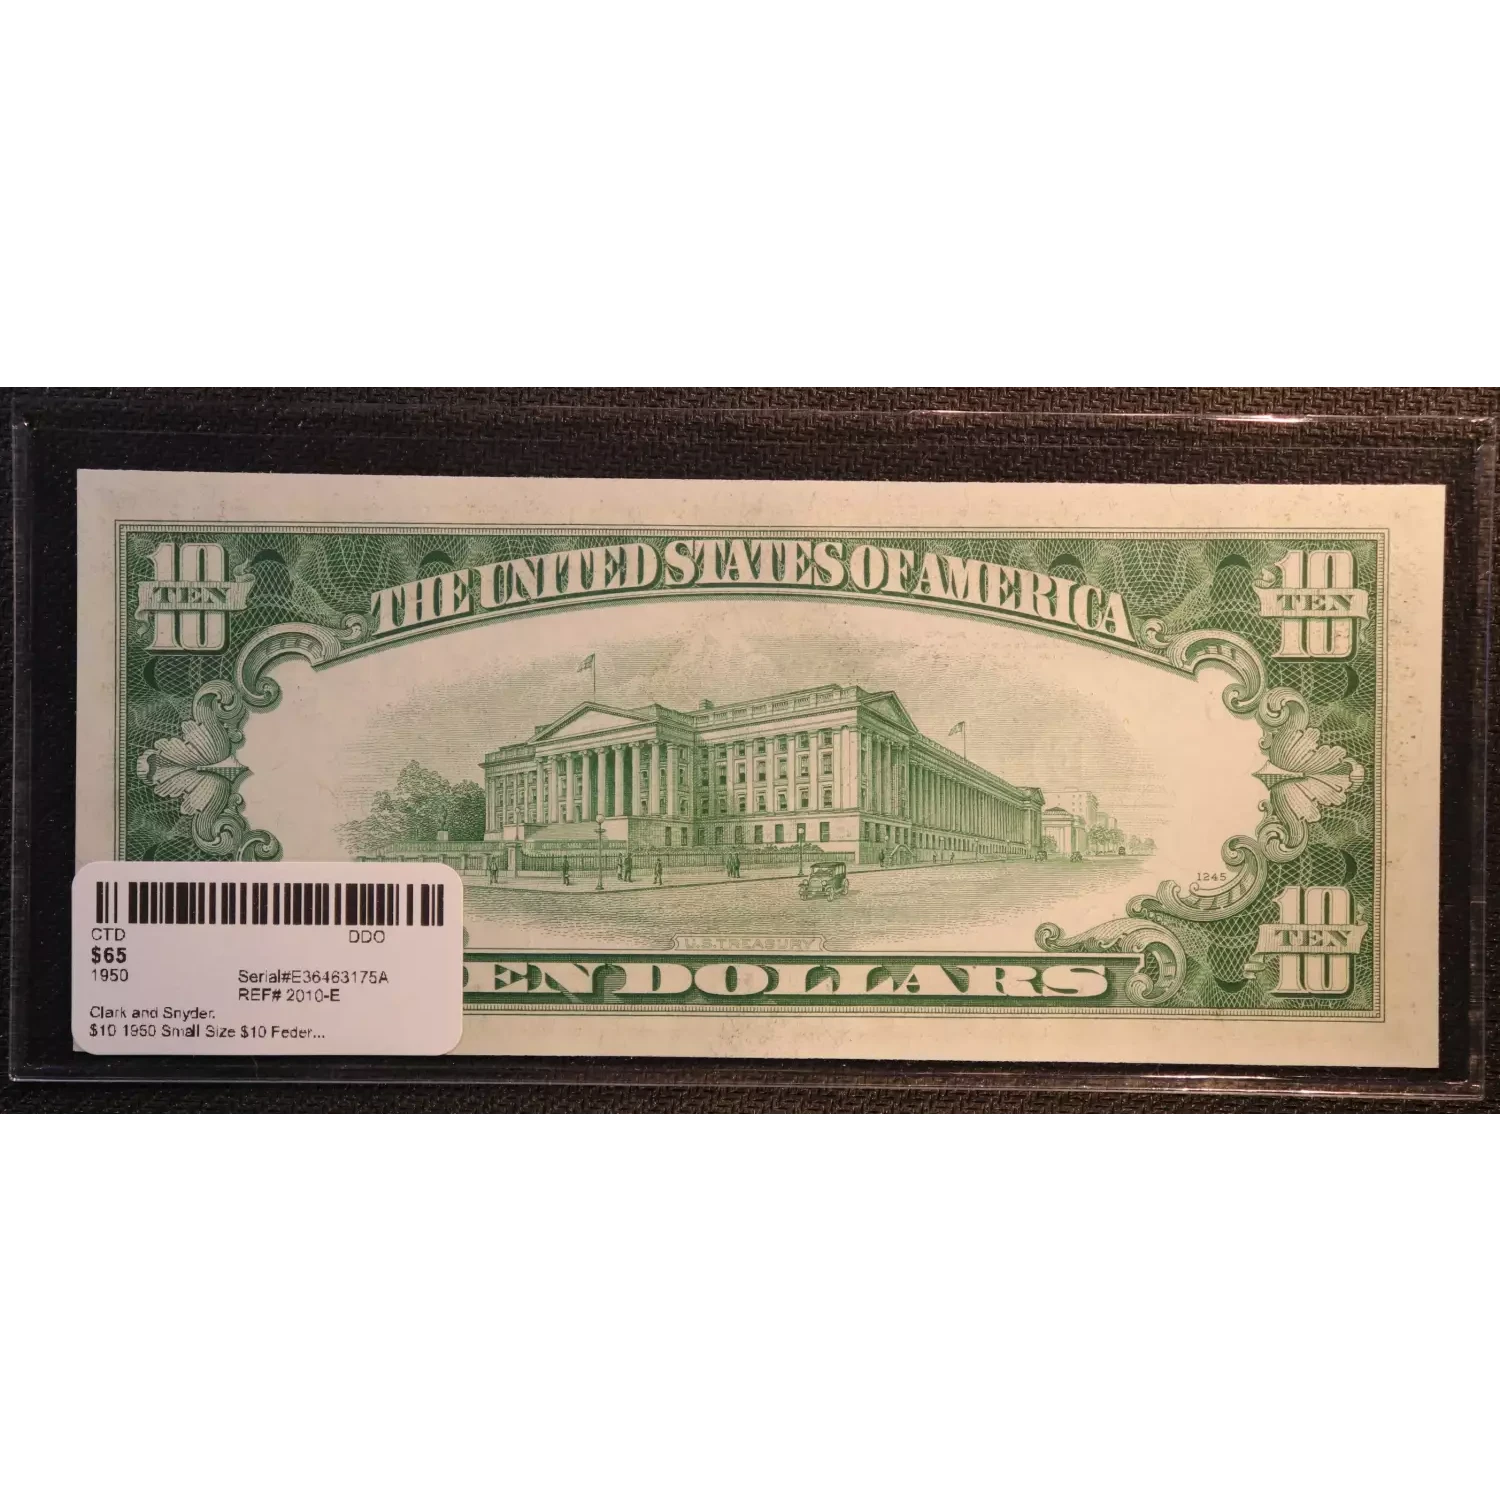 10
TEN
10
THE UNITED STATES OF AMERICA
10
TEN
10
1245
U.S. TREASURY
EN DOLLARS
10
TEN
10
CTD DDO
$65
1950 Serial#E36463175A
REF# 2010-E
Clark and Snyder.
$10 1950 Small Size $10 Feder...